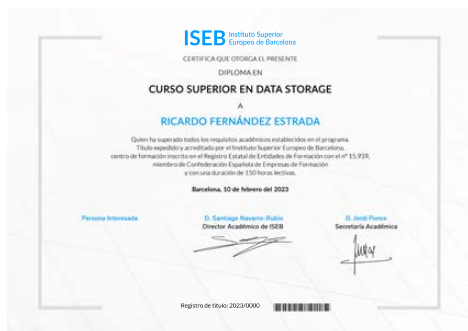 ISEB Instituto Superior
Europeo de Barcelona
CERTIFICA QUE OTORGA EL PRESENTE
DIPLOMA EN
CURSO SUPERIOR EN DATA STORAGE
A
RICARDO FERNÁNDEZ ESTRADA
Quien ha superado todos los requisitos académicos establecidos en el programa.
Título expedido y acreditado por el Instituto Superior Europeo de Barcelona,
centro de formación inscrito en el Registro Estatal de Entidades de Formación con el nº 15.939,
miembro de Confederación Española de Empresas de Formación
y con una duración de 150 horas lectivas.
Barcelona, 10 de febrero del 2023
Persona Interesada
D. Santiago Navarro-Rubio
Director Académico de ISEB
D. Jordi Ponce
Secretaría Académica
Registro de título: 2023/0000